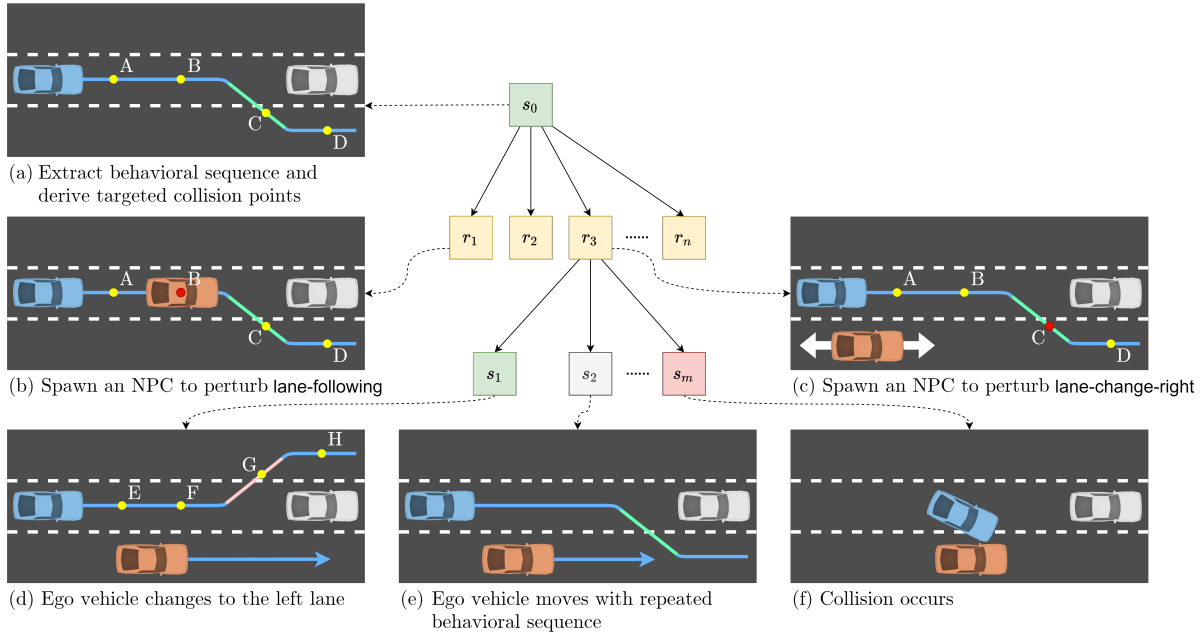 A
B
C
D
(a) Extract behavioral sequence and
derive targeted collision points
s₀
r₁
r₂
r₃
......
rₙ
A
B
C
D
(b) Spawn an NPC to perturb lane-following
s₁
s₂
......
sₘ
A
B
C
D
(c) Spawn an NPC to perturb lane-change-right
E
F
G
H
(d) Ego vehicle changes to the left lane
(e) Ego vehicle moves with repeated
behavioral sequence
(f) Collision occurs